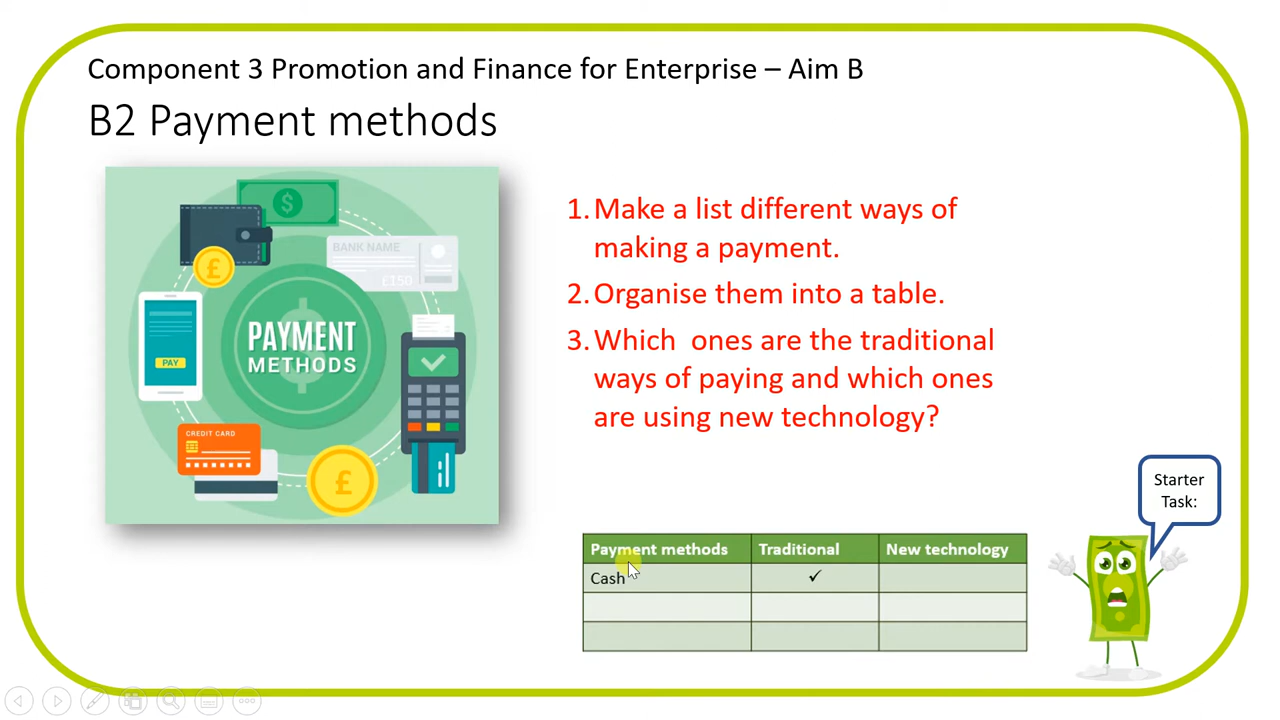 Component 3 Promotion and Finance for Enterprise – Aim B
B2 Payment methods
BANK NAME
£150
PAYMENT
METHODS
PAY
CREDIT CARD
1. Make a list different ways of
making a payment.
2. Organise them into a table.
3. Which ones are the traditional
ways of paying and which ones
are using new technology?
Starter
Task:
Payment methods Traditional New technology
Cash ✓